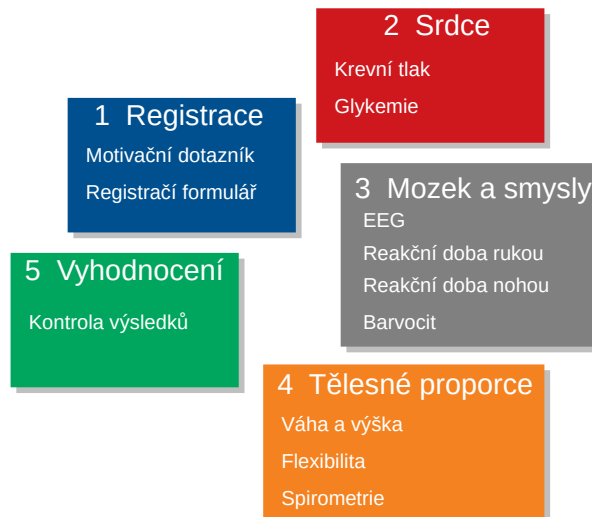 1 Registrace
Motivační dotazník
Registračí formulář
2 Srdce
Krevní tlak
Glykemie
3 Mozek a smysly
EEG
Reakční doba rukou
Reakční doba nohou
Barvocit
4 Tělesné proporce
Váha a výška
Flexibilita
Spirometrie
5 Vyhodnocení
Kontrola výsledků